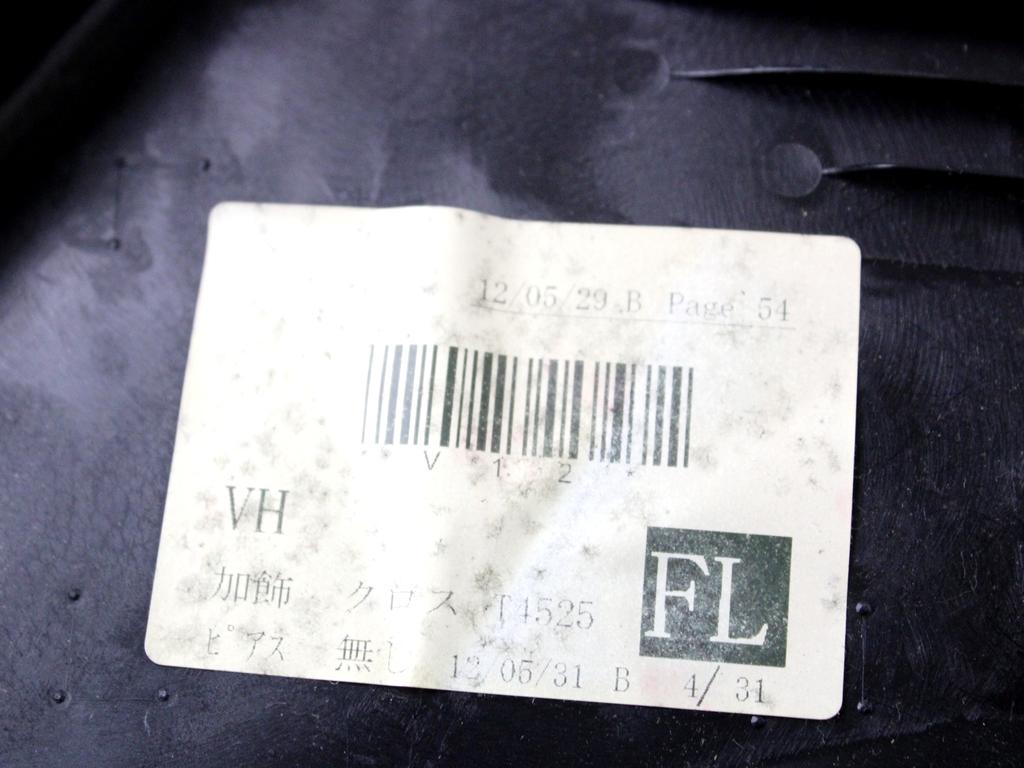 12/05/29.B Page 54
* V 1 2 *
VH
FL
加飾 クロス T4525
ピアス 無し 12/05/31 B 4/ 31